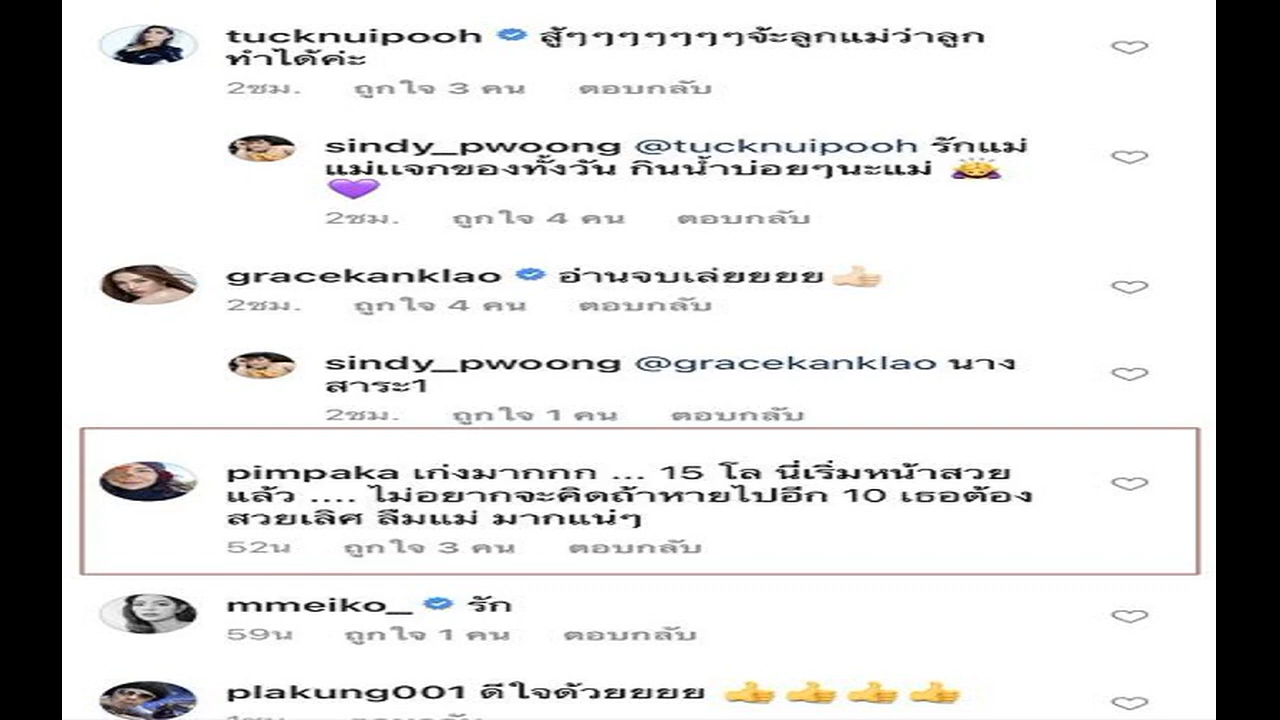 tucknuipooh สู้ๆๆๆๆๆๆๆจ้ะลูกแม่ว่าลูก
ทำได้ค่ะ
2ชม. ถูกใจ 3 คน ตอบกลับ
sindy_pwoong @tucknuipooh รักแม่
แม่แจกของทั้งวัน กินน้ำบ่อยๆนะแม่ 🙇
💜
2ชม. ถูกใจ 4 คน ตอบกลับ
gracekanklao อ่านจบเล่ยยยยย👍🏻
2ชม. ถูกใจ 4 คน ตอบกลับ
sindy_pwoong @gracekanklao นาง
สาระ1
2ชม. ถูกใจ 1 คน ตอบกลับ
pimpaka เก่งมากกก ... 15 โล นี่เริ่มหน้าสวย
แล้ว .... ไม่อยากจะคิดถ้าหายไปอีก 10 เธอต้อง
สวยเลิศ ลืมแม่ มากแน่ๆ
52น ถูกใจ 3 คน ตอบกลับ
mmeiko_ รัก
59น ถูกใจ 1 คน ตอบกลับ
plakung001 ดีใจด้วยยยย 👍👍👍👍